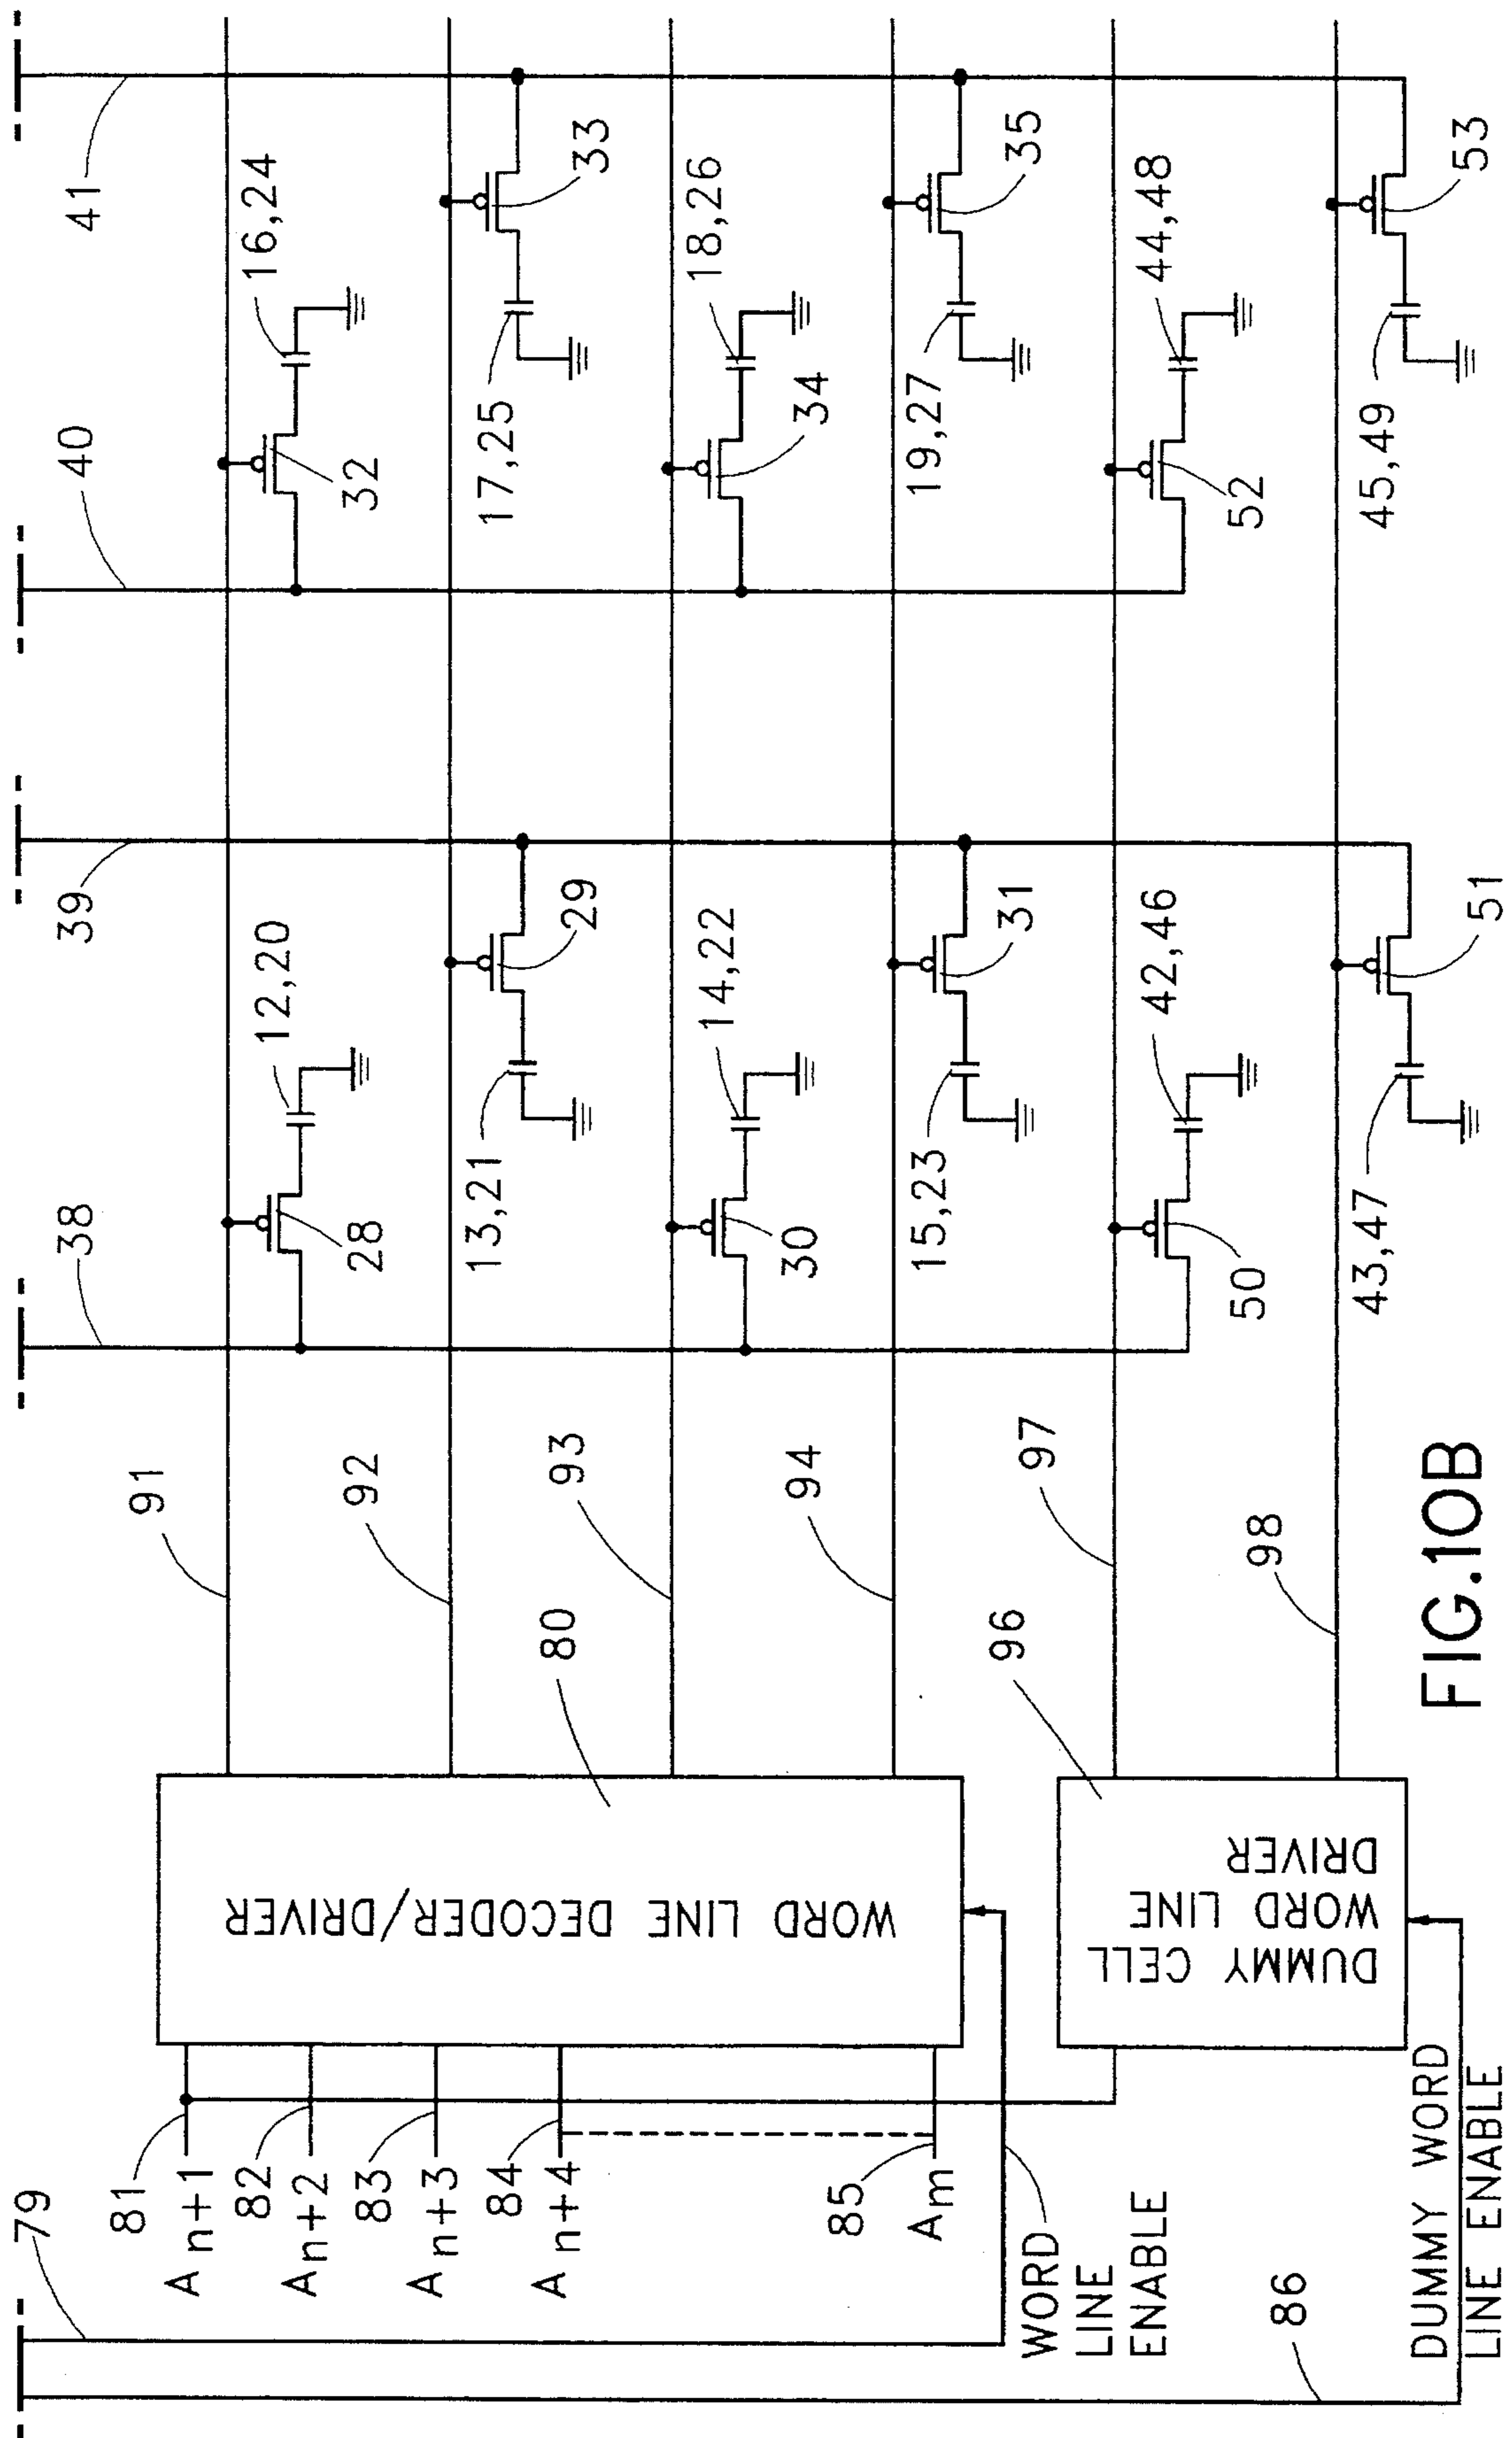 79
81
A n+1
82
A n+2
83
A n+3
84
A n+4
85
A m
86
WORD
LINE
ENABLE
DUMMY WORD
LINE ENABLE
WORD LINE DECODER/DRIVER
80
DUMMY CELL
WORD LINE
DRIVER
96
91
92
93
94
97
98
38
28
12,20
39
13,21
29
30
14,22
15,23
31
50
42,46
43,47
51
40
32
16,24
41
17,25
33
34
18,26
19,27
35
52
44,48
45,49
53
FIG.10B